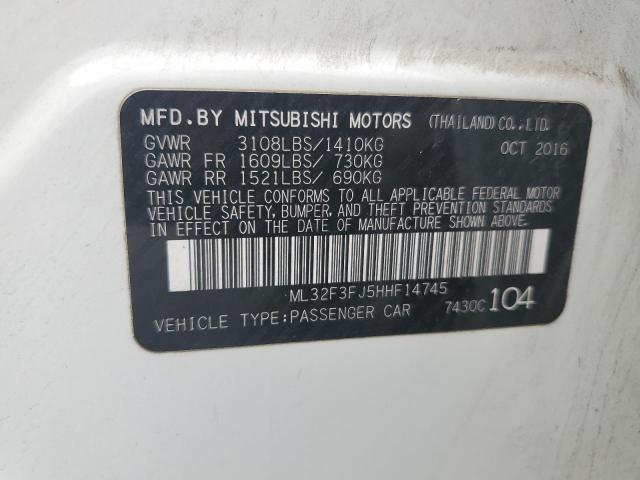 MFD.BY MITSUBISHI MOTORS (THAILAND) CO., LTD.
GVWR 3108LBS/1410KG OCT 2016
GAWR FR 1609LBS/ 730KG
GAWR RR 1521LBS/ 690KG
THIS VEHICLE CONFORMS TO ALL APPLICABLE FEDERAL MOTOR
VEHICLE SAFETY, BUMPER, AND THEFT PREVENTION STANDARDS
IN EFFECT ON THE DATE OF MANUFACTURE SHOWN ABOVE.
ML32F3FJ5HHF14745
VEHICLE TYPE:PASSENGER CAR 7430C 104